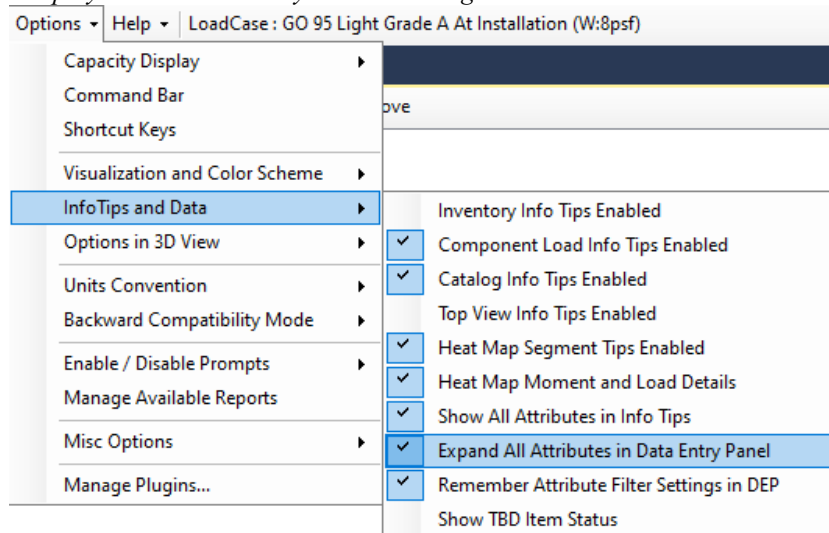 Options Help LoadCase : GO 95 Light Grade A At Installation (W:8psf)
Capacity Display
Command Bar
Shortcut Keys
Visualization and Color Scheme
InfoTips and Data
Options in 3D View
Units Convention
Backward Compatibility Mode
Enable / Disable Prompts
Manage Available Reports
Misc Options
Manage Plugins...
Inventory Info Tips Enabled
Component Load Info Tips Enabled
Catalog Info Tips Enabled
Top View Info Tips Enabled
Heat Map Segment Tips Enabled
Heat Map Moment and Load Details
Show All Attributes in Info Tips
Expand All Attributes in Data Entry Panel
Remember Attribute Filter Settings in DEP
Show TBD Item Status